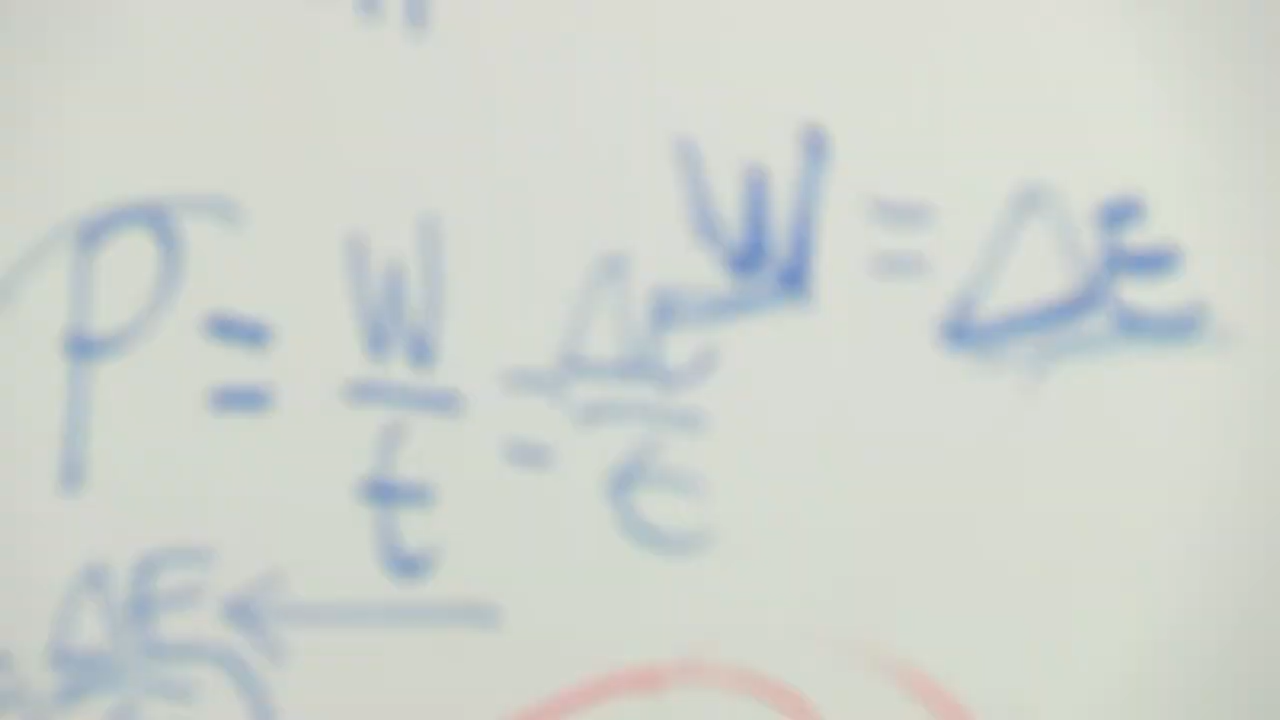 W = ΔE
P = W/t = ΔE/t
ΔE ←